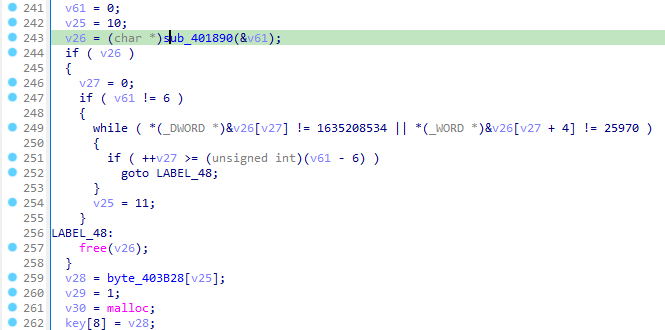 241 v61 = 0;
242 v25 = 10;
243 v26 = (char *)sub_401890(&v61);
244 if ( v26 )
245 {
246 v27 = 0;
247 if ( v61 != 6 )
248 {
249 while ( *(_DWORD *)&v26[v27] != 1635208534 || *(_WORD *)&v26[v27 + 4] != 25970 )
250 {
251 if ( ++v27 >= (unsigned int)(v61 - 6) )
252 goto LABEL_48;
253 }
254 v25 = 11;
255 }
256 LABEL_48:
257 free(v26);
258 }
259 v28 = byte_403B28[v25];
260 v29 = 1;
261 v30 = malloc;
262 key[8] = v28;